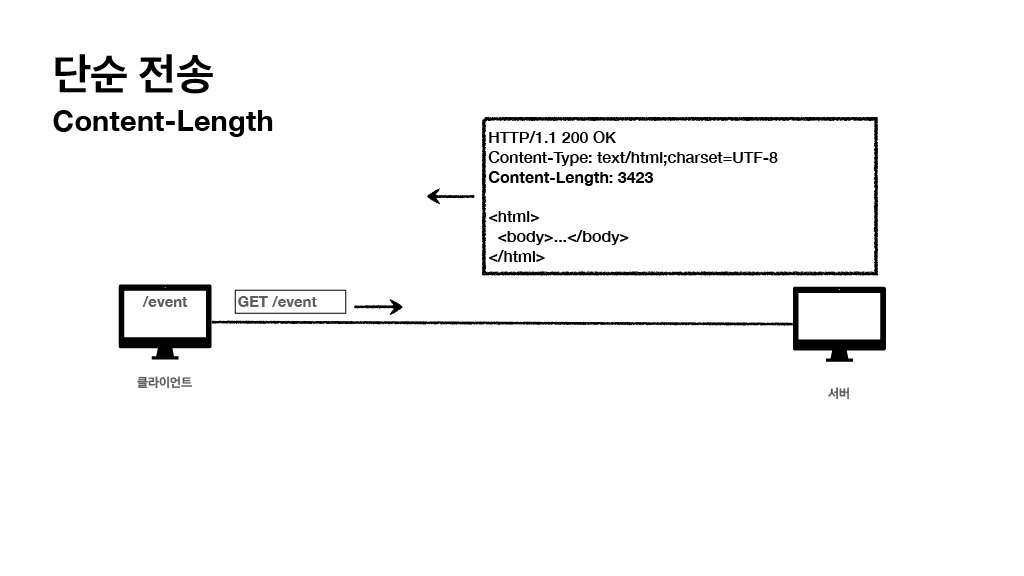 단순 전송
Content-Length
HTTP/1.1 200 OK
Content-Type: text/html;charset=UTF-8
Content-Length: 3423
<html>
<body>...</body>
</html>
/event
GET /event
클라이언트
서버